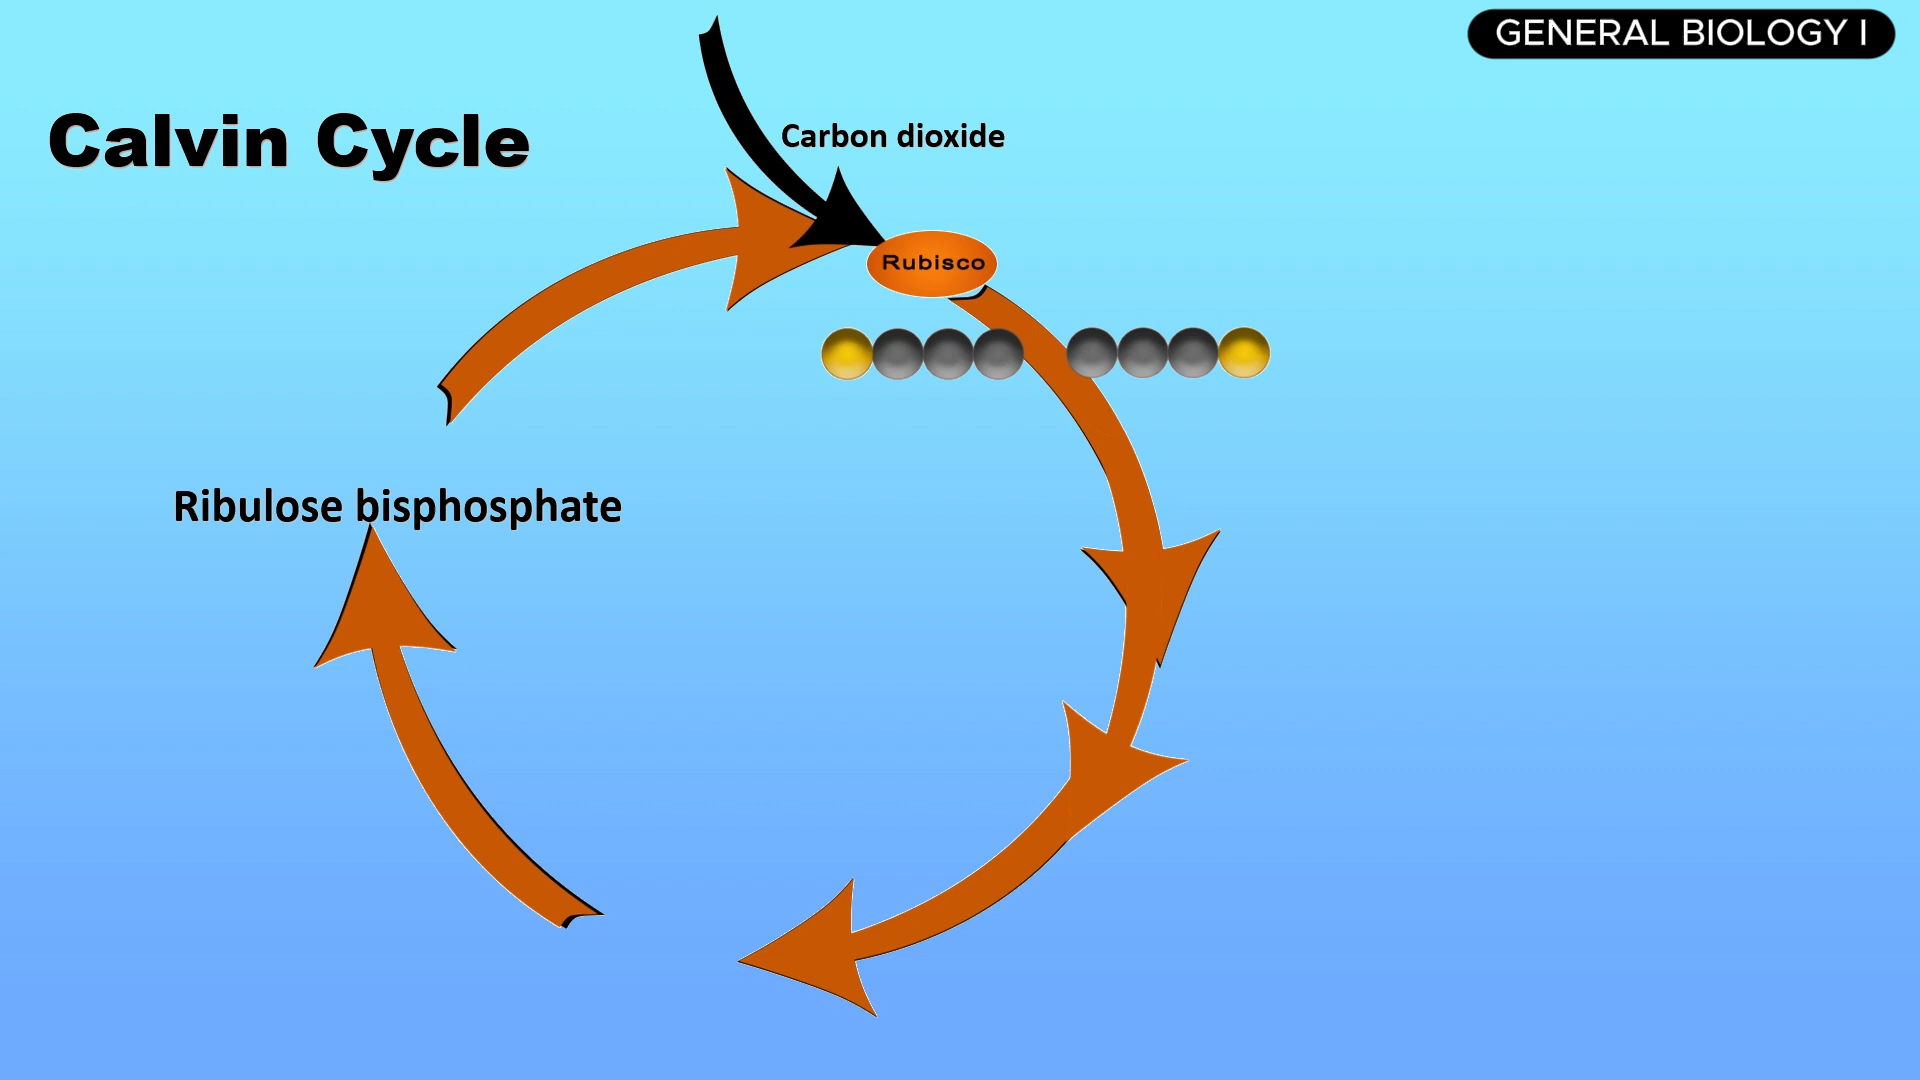 GENERAL BIOLOGY I
Calvin Cycle
Carbon dioxide
Rubisco
Ribulose bisphosphate